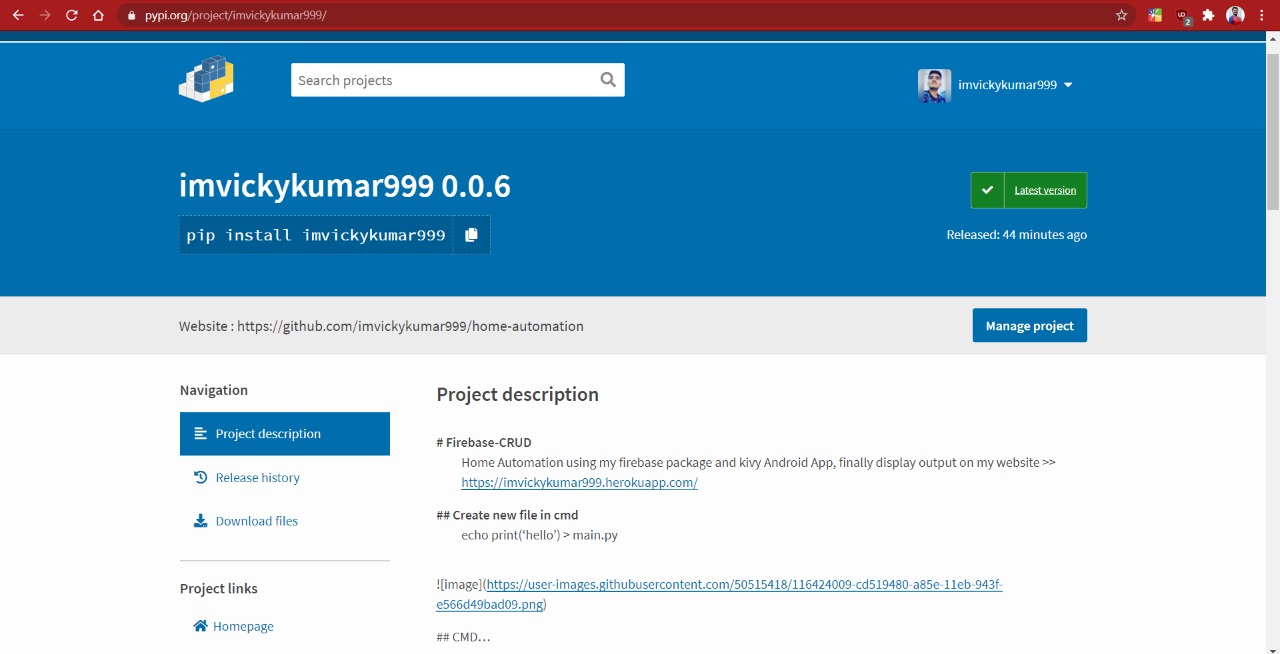 pypi.org/project/imvickykumar999/
2
Search projects
imvickykumar999
imvickykumar999 0.0.6
Latest version
pip install imvickykumar999
Released: 44 minutes ago
Website : https://github.com/imvickykumar999/home-automation
Manage project
Navigation
Project description
Release history
Download files
Project links
Homepage
Project description
# Firebase-CRUD
Home Automation using my firebase package and kivy Android App, finally display output on my website >>
https://imvickykumar999.herokuapp.com/
## Create new file in cmd
echo print(‘hello’) > main.py
![image](https://user-images.githubusercontent.com/50515418/116424009-cd519480-a85e-11eb-943f-
e566d49bad09.png)
## CMD…